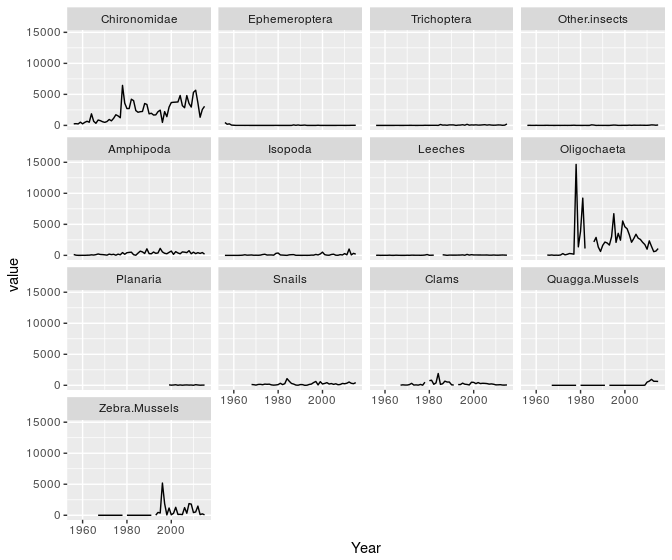 Chironomidae Ephemeroptera Trichoptera Other.insects
15000
10000
5000
0
Amphipoda Isopoda Leeches Oligochaeta
15000
10000
5000
0
Planaria Snails Clams Quagga.Mussels
15000
10000
5000
0
1960 1980 2000 1960 1980 2000 1960 1980 2000
Zebra.Mussels
15000
10000
5000
0
1960 1980 2000
value
Year